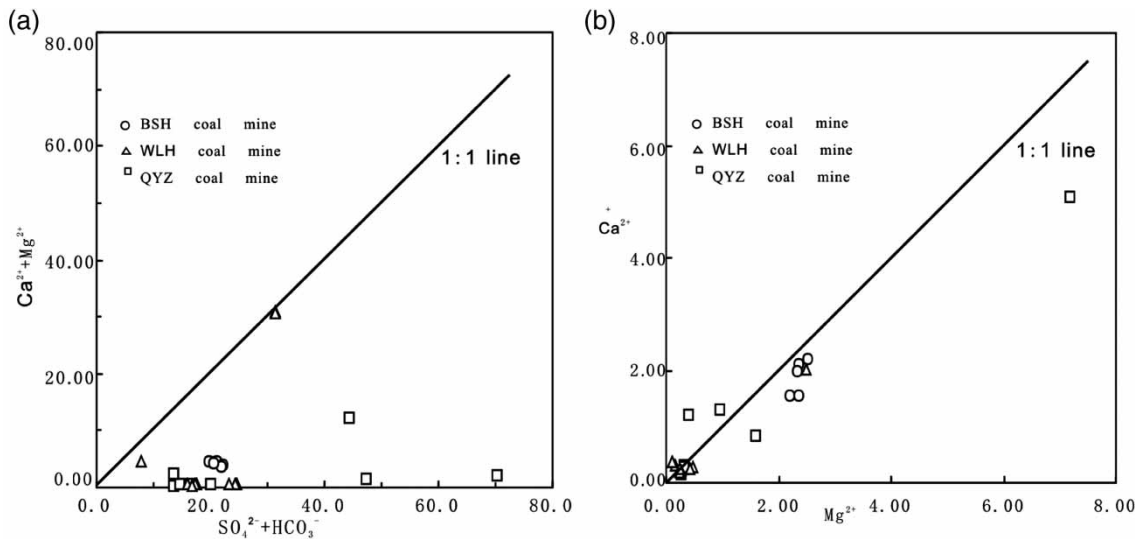 (a)
80.00
60.00
40.00
20.00
0.00
Ca²⁺+Mg²⁺
BSH coal mine
WLH coal mine
QYZ coal mine
1:1 line
0.0 20.0 40.0 60.0 80.0
SO₄²⁻+HCO₃⁻
(b)
8.00
6.00
4.00
2.00
0.00
+
Ca²⁺
BSH coal mine
WLH coal mine
QYZ coal mine
1:1 line
0.0 2.00 4.00 6.00 8.00
Mg²⁺